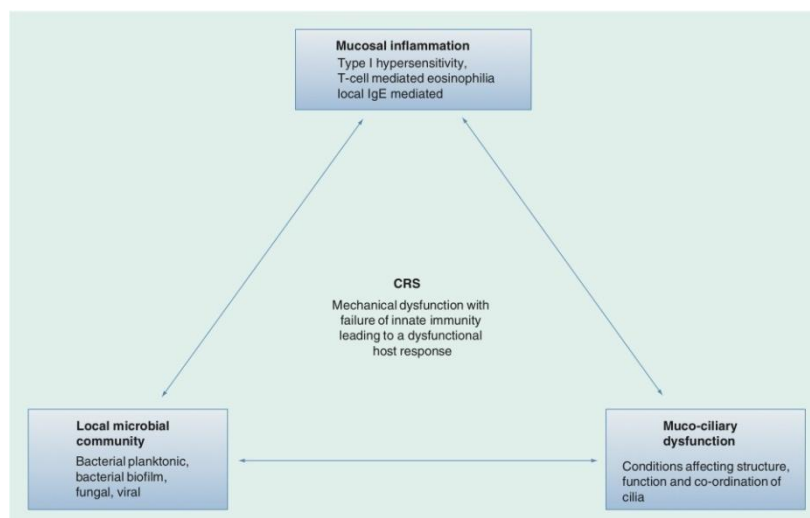 Mucosal inflammation
Type I hypersensitivity,
T-cell mediated eosinophilia
local IgE mediated
CRS
Mechanical dysfunction with
failure of innate immunity
leading to a dysfunctional
host response
Local microbial
community
Bacterial planktonic,
bacterial biofilm,
fungal, viral
Muco-ciliary
dysfunction
Conditions affecting structure,
function and co-ordination of
cilia